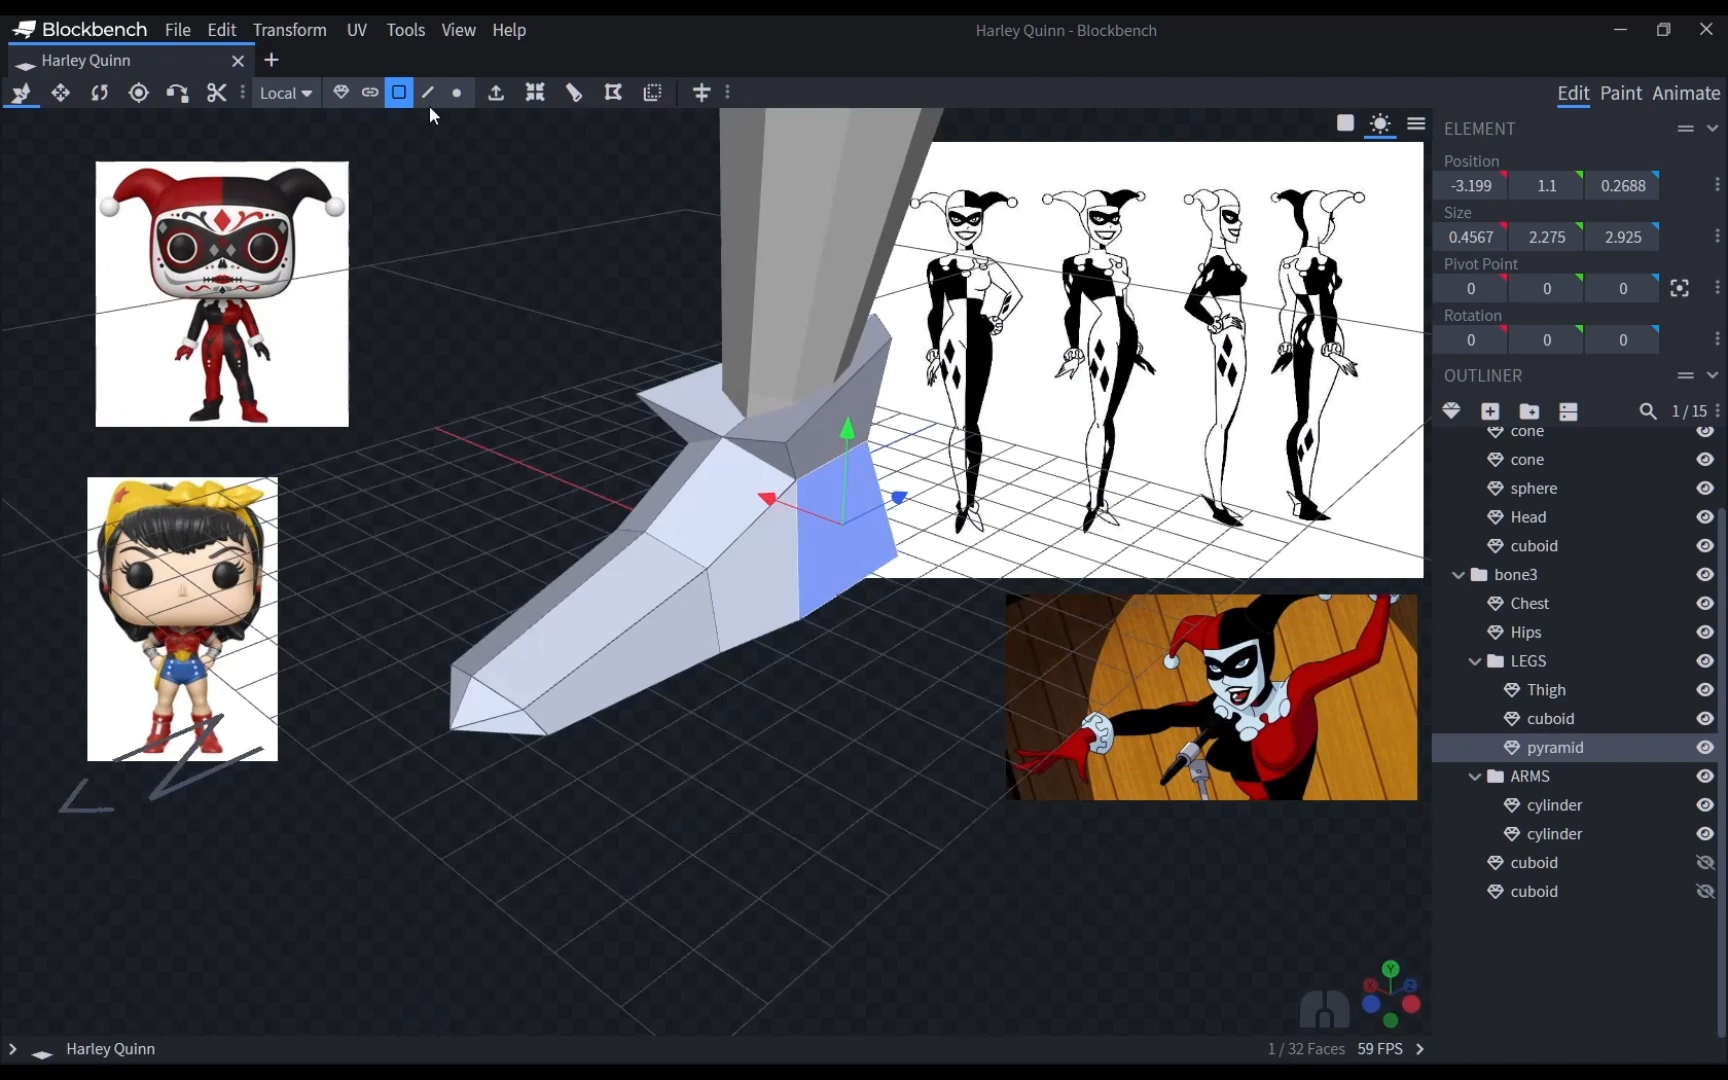 Blockbench File Edit Transform UV Tools View Help
Harley Quinn - Blockbench
Harley Quinn
Local
Edit Paint Animate
ELEMENT
Position
-3.199 1.1 0.2688
Size
0.4567 2.275 2.925
Pivot Point
0 0 0
Rotation
0 0 0
OUTLINER
1 / 15
cone
cone
sphere
Head
cuboid
bone3
Chest
Hips
LEGS
Thigh
cuboid
pyramid
ARMS
cylinder
cylinder
cuboid
cuboid
Y
X
Z
Harley Quinn
1 / 32 Faces 59 FPS